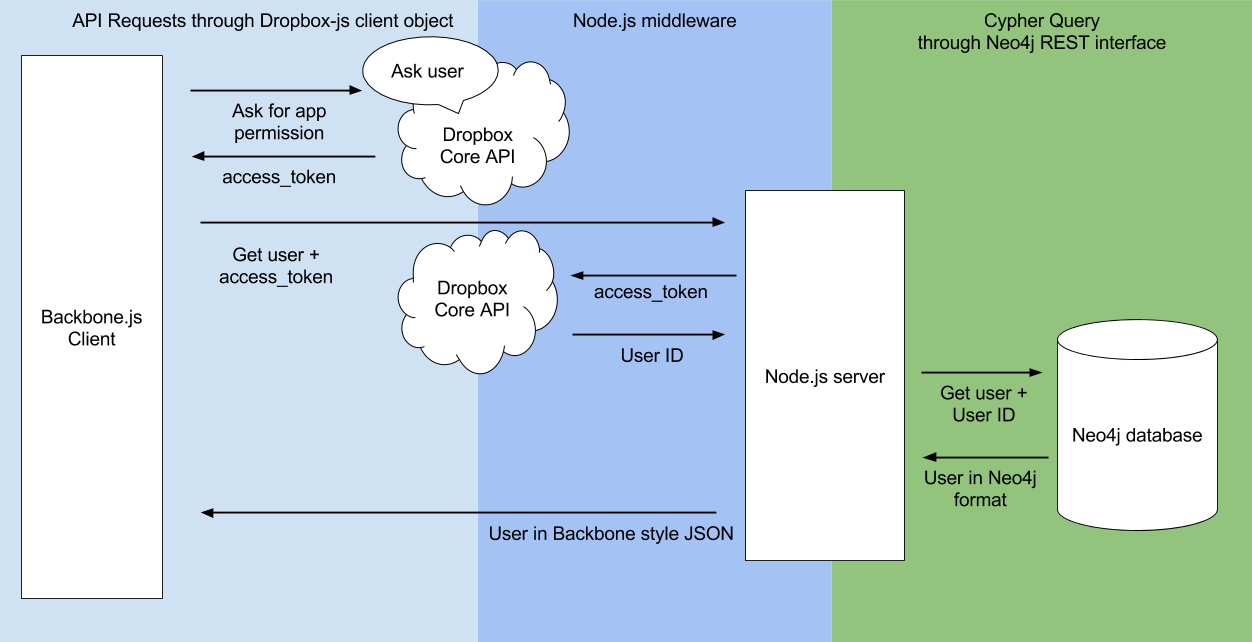 API Requests through Dropbox-js client object
Node.js middleware
Cypher Query
through Neo4j REST interface
Ask user
Ask for app
permission
Dropbox
Core API
access_token
Get user +
access_token
Dropbox
Core API
access_token
User ID
Backbone.js
Client
Node.js server
Get user +
User ID
Neo4j database
User in Neo4j
format
User in Backbone style JSON